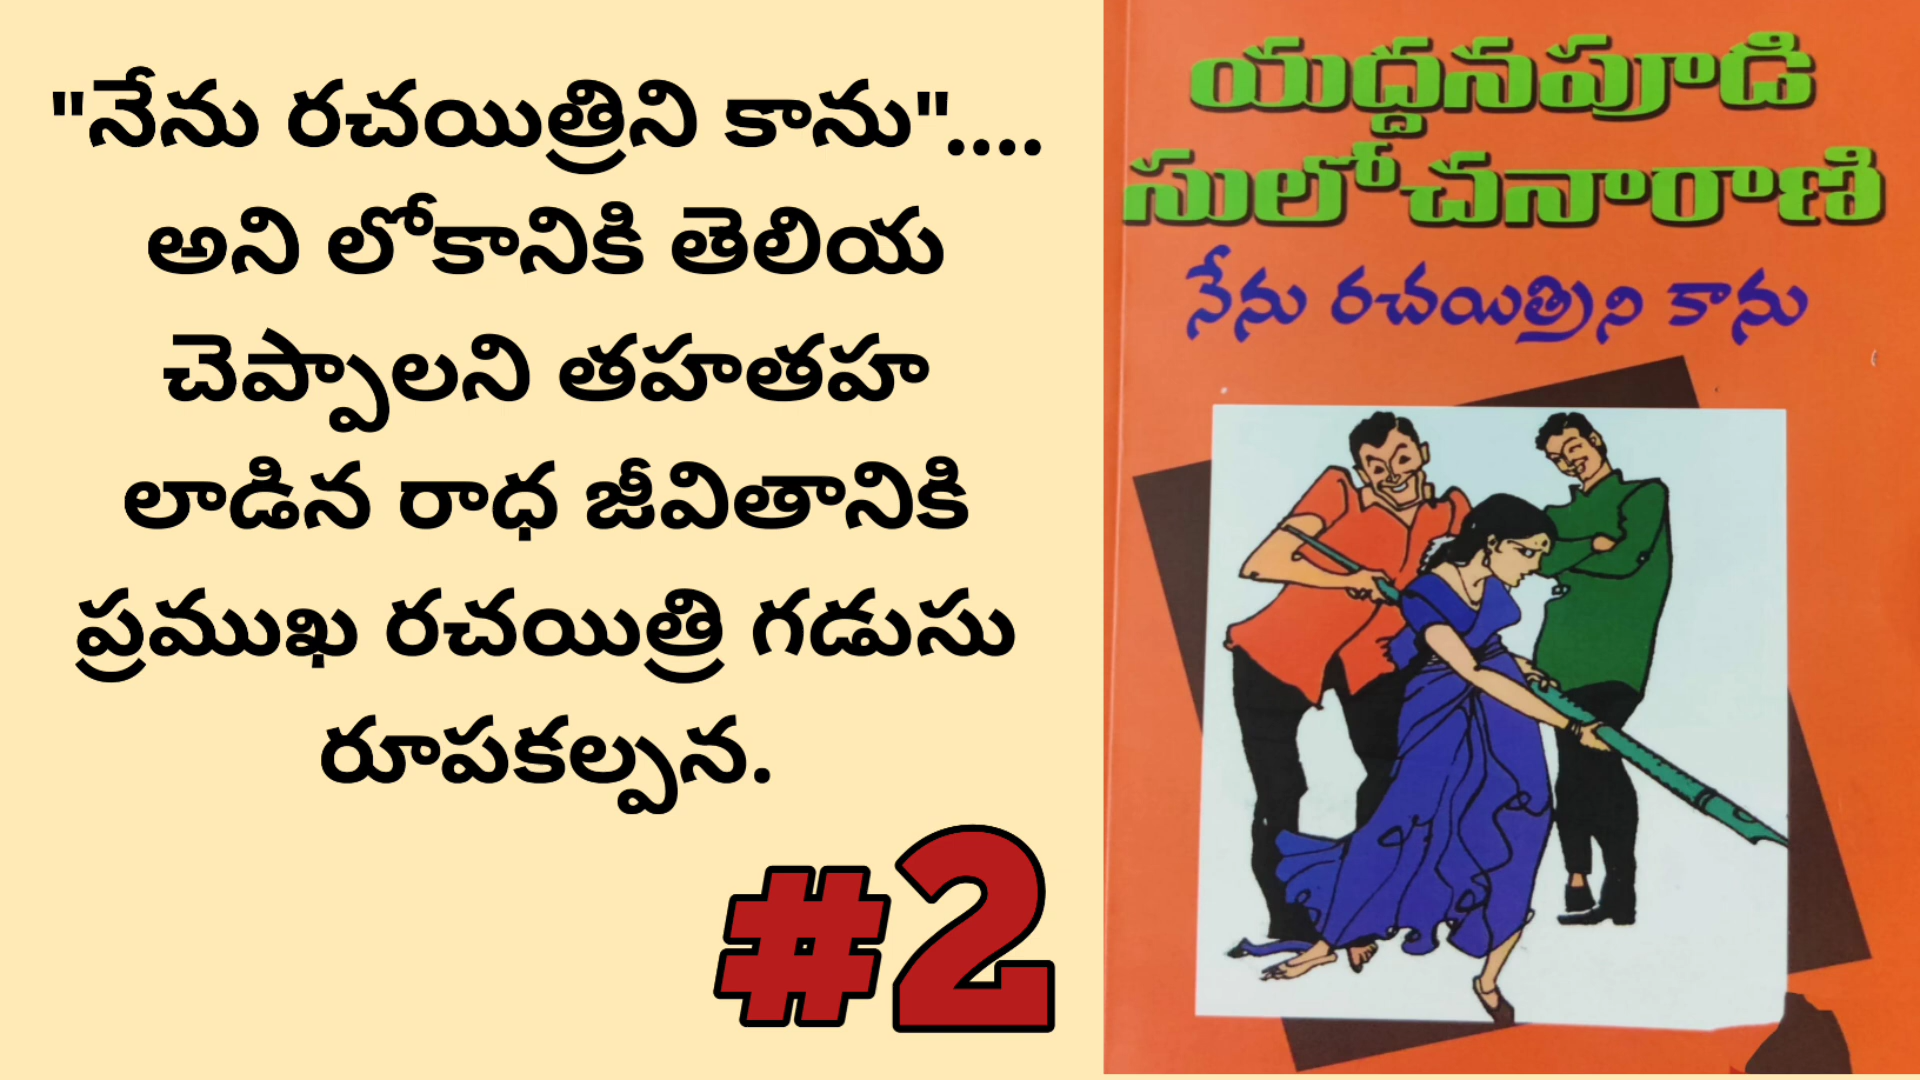 "నేను రచయిత్రిని కాను"....
అని లోకానికి తెలియ
చెప్పాలని తహతహ
లాడిన రాధ జీవితానికి
ప్రముఖ రచయిత్రి గడుసు
రూపకల్పన.
#2
యద్దనపూడి
సులోచనారాణి
నేను రచయిత్రిని కాను